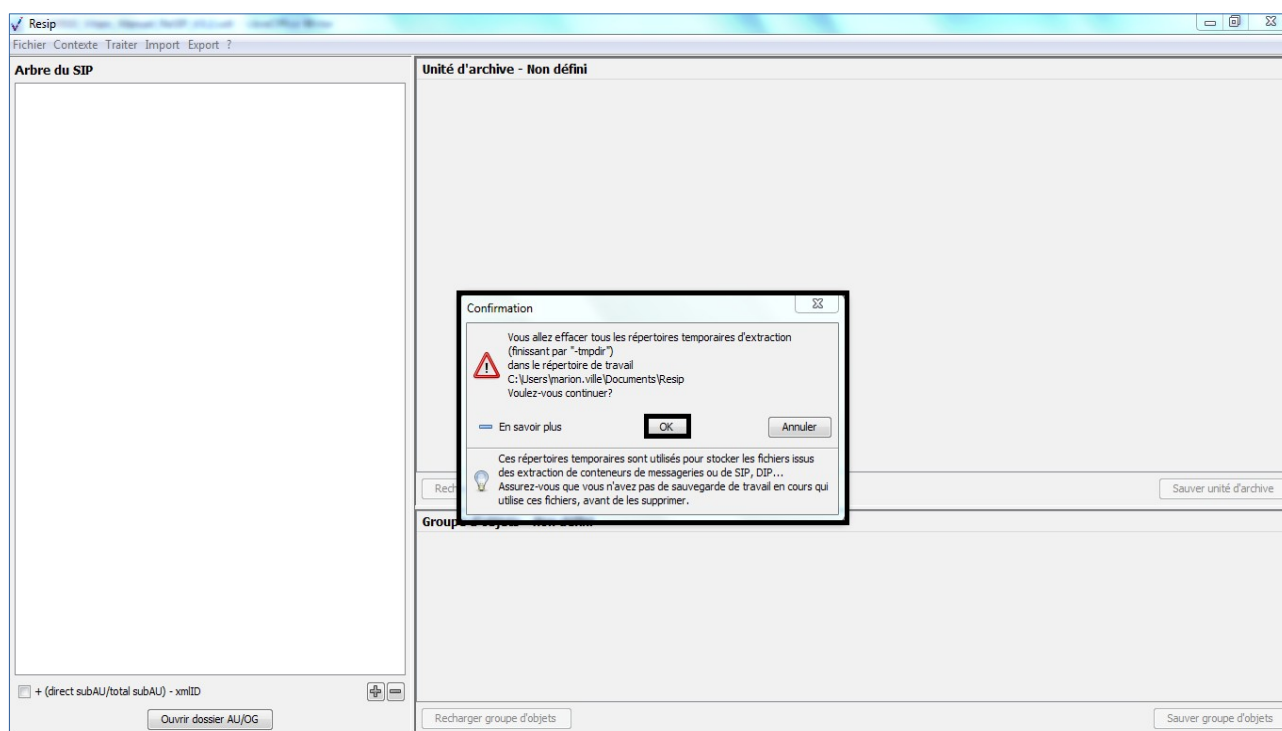 Resip
Fichier Contexte Traiter Import Export ?
Arbre du SIP
Unité d'archive - Non défini
Confirmation
Vous allez effacer tous les répertoires temporaires d'extraction
(finissant par "-tmpdir")
dans le répertoire de travail
C:\Users\marion.ville\Documents\Resip
Voulez-vous continuer?
En savoir plus
OK
Annuler
Ces répertoires temporaires sont utilisés pour stocker les fichiers issus
des extraction de conteneurs de messageries ou de SIP, DIP...
Assurez-vous que vous n'avez pas de sauvegarde de travail en cours qui
utilise ces fichiers, avant de les supprimer.
Sauver unité d'archive
+ (direct subAU/total subAU) - xmlID
Ouvrir dossier AU/OG
Recharger groupe d'objets
Sauver groupe d'objets